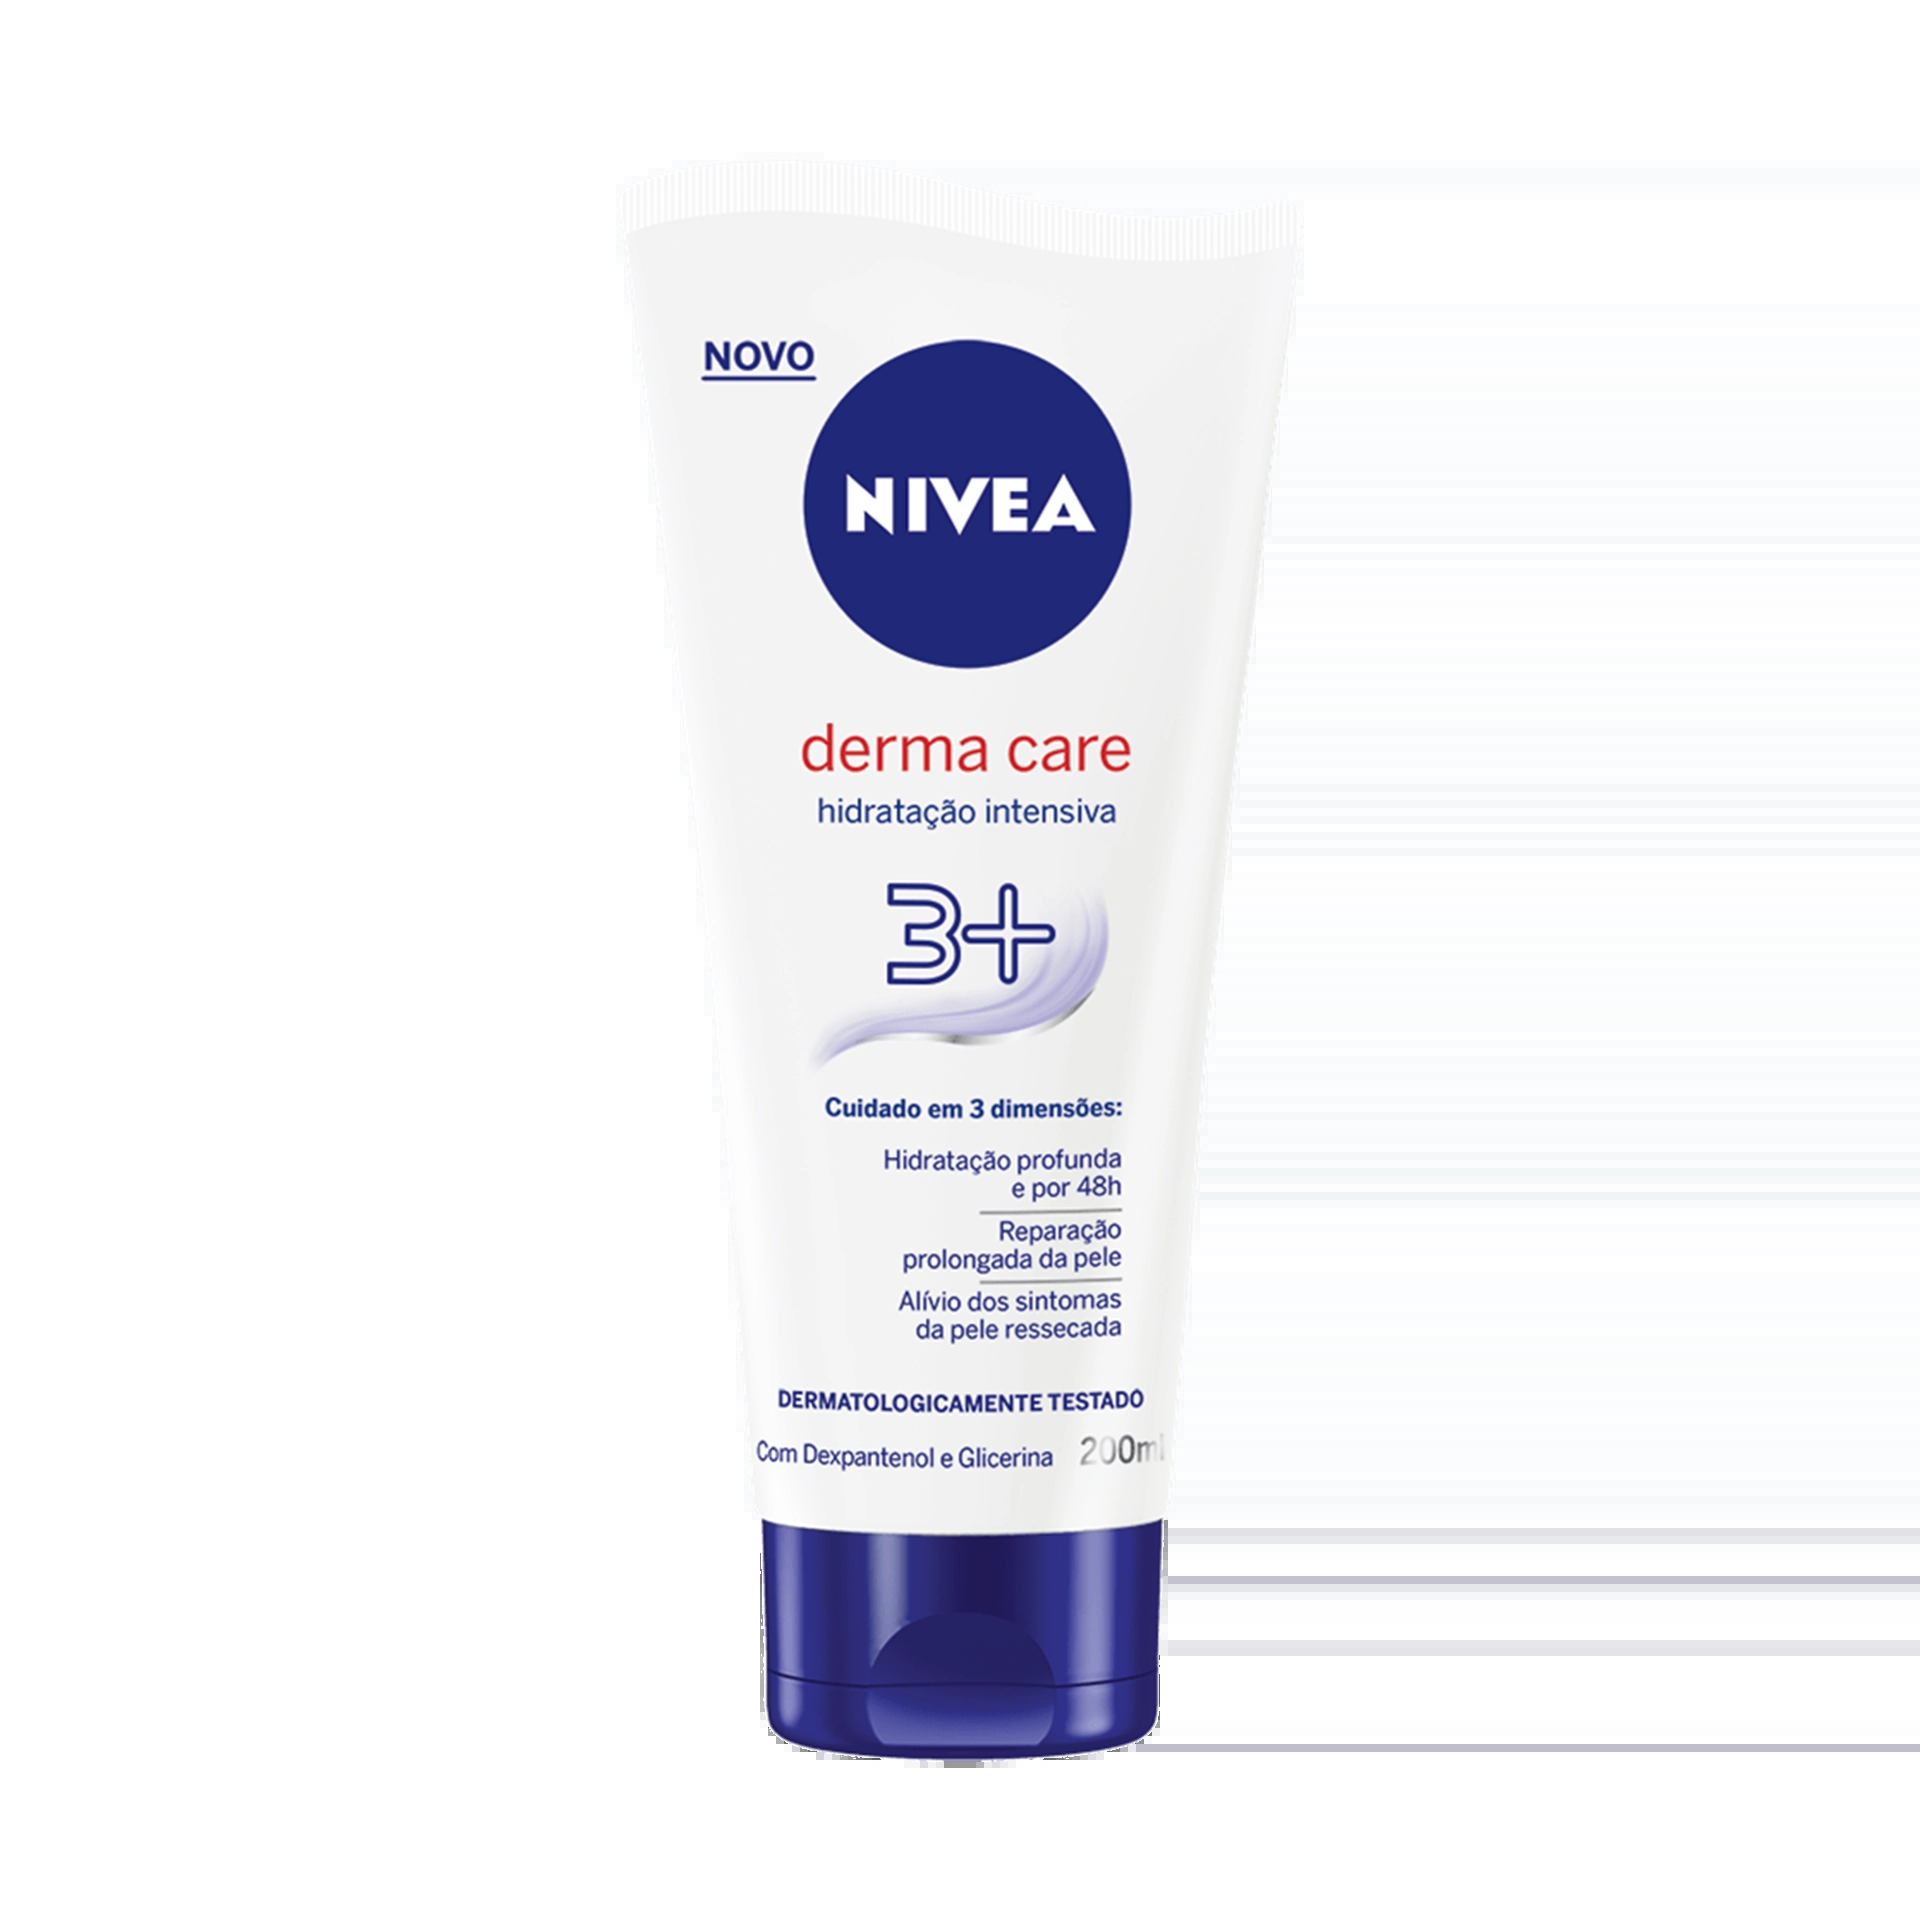 NOVO
NIVEA
derma care
hidratação intensiva
3+
Cuidado em 3 dimensões:
Hidratação profunda
e por 48h
Reparação
prolongada da pele
Alívio dos sintomas
da pele ressecada
DERMATOLOGICAMENTE TESTADO
Com Dexpantenol e Glicerina 200ml